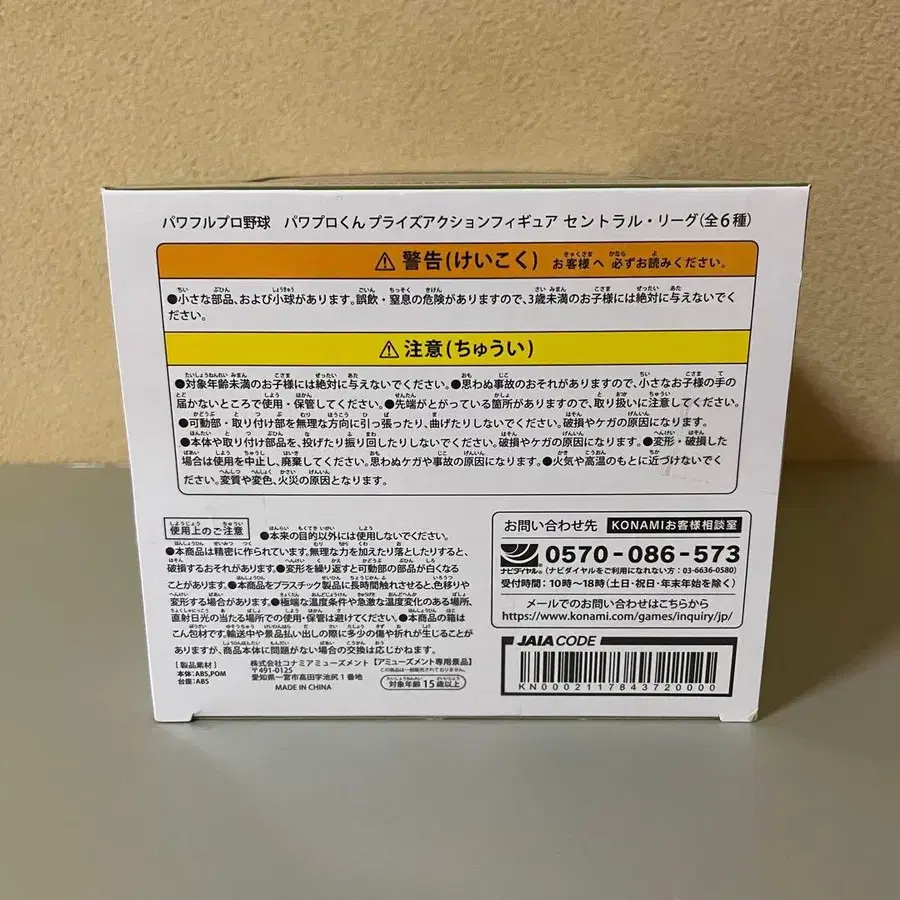 パワフルプロ野球 パワプロくん プライズアクションフィギュア セントラル・リーグ(全6種)
⚠ 警告(けいこく) お客様へ 必ずお読みください。
●小さな部品、および小球があります。誤飲・窒息の危険がありますので、3歳未満のお子様には絶対に与えないでく
ださい。
⚠ 注意(ちゅうい)
●対象年齢未満のお子様には絶対に与えないでください。●思わぬ事故のおそれがありますので、小さなお子様の手の
届かないところで使用・保管してください。●先端がとがっている箇所がありますので、取り扱いに注意してください。
●可動部・取り付け部を無理な方向に引っ張ったり、曲げたりしないでください。破損やケガの原因になります。
●本体や取り付け部品を、投げたり振り回したりしないでください。破損やケガの原因になります。●変形・破損した
場合は使用を中止し、廃棄してください。思わぬケガや事故の原因になります。●火気や高温のもとに近づけないでく
ださい。変質や変色、火災の原因となります。
使用上のご注意 ●本来の目的以外には使用しないでください。
●本商品は精密に作られています。無理な力を加えたり落としたりすると、
破損するおそれがあります。●変形を繰り返すと可動部の部品が白くなる
ことがあります。●本商品をプラスチック製品に長時間触れさせると、色移りや
変形する場合があります。●極端な温度条件や急激な温度変化のある場所、
直射日光の当たる場所での使用・保管は避けてください。●本商品の箱は
こん包材です。輸送中や景品払い出しの際に多少の傷や折れが生じることが
ありますが、商品本体に問題がない場合の交換は応じかねます。
[製品素材]
本体:ABS,POM
台座:ABS
株式会社コナミアミューズメント
〒491-0125
愛知県一宮市高田字池尻1番地
MADE IN CHINA
【アミューズメント専用景品】
この商品は一般販売されておりません。
対象年齢15歳以上
お問い合わせ先 KONAMIお客様相談室
ナビダイヤル® 0570-086-573
(ナビダイヤルをご利用になれない方:03-6636-0580)
受付時間:10時〜18時(土日・祝日・年末年始を除く)
メールでのお問い合わせはこちらから
https://www.konami.com/games/inquiry/jp/
JAIA CODE
KN0002117843720000